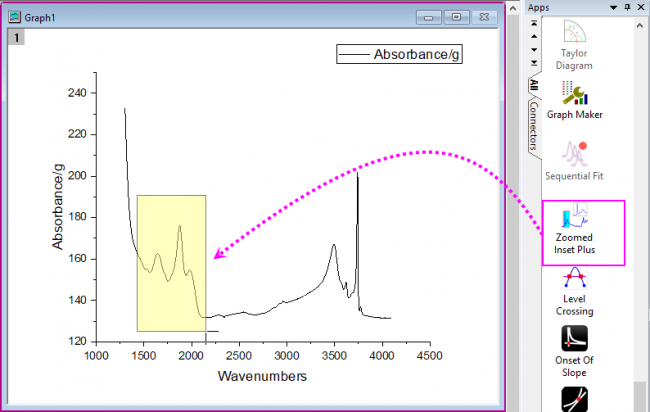 Graph1
1
Absorbance/g
Absorbance/g
240
220
200
180
160
140
120
1000
1500
2000
2500
3000
3500
4000
4500
Wavenumbers
Apps
All
Connectors
Taylor
Diagram
Graph Maker
Sequential Fit
Zoomed
Inset Plus
Level
Crossing
Onset Of
Slope